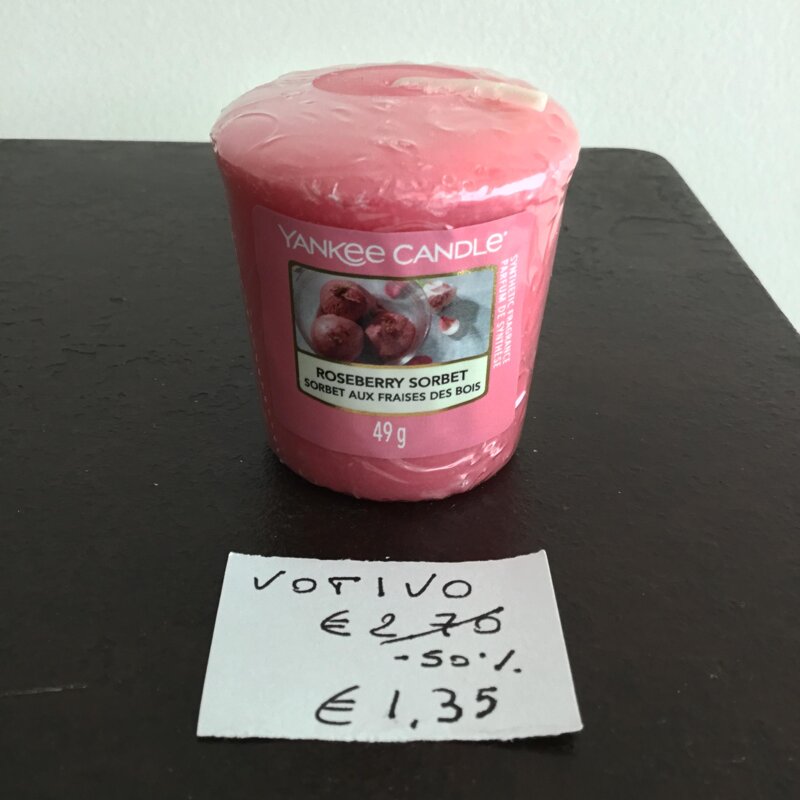 YANKEE CANDLE®
SYNTHETIC FRAGRANCE
PARFUM DE SYNTHÈSE
ROSEBERRY SORBET
SORBET AUX FRAISES DES BOIS
49 g
VOTIVO
€ 2,70
-50%
€ 1,35